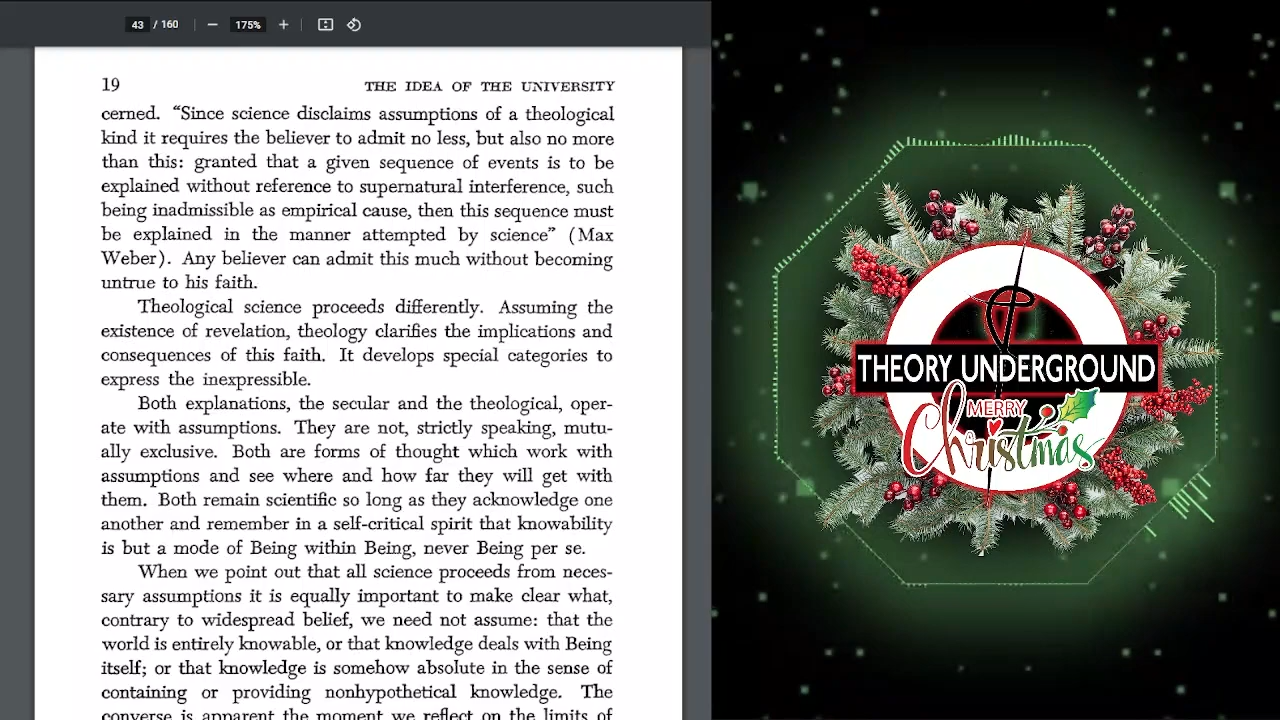 43 / 160
175%
19 THE IDEA OF THE UNIVERSITY
cerned. “Since science disclaims assumptions of a theological
kind it requires the believer to admit no less, but also no more
than this: granted that a given sequence of events is to be
explained without reference to supernatural interference, such
being inadmissible as empirical cause, then this sequence must
be explained in the manner attempted by science” (Max
Weber). Any believer can admit this much without becoming
untrue to his faith.
Theological science proceeds differently. Assuming the
existence of revelation, theology clarifies the implications and
consequences of this faith. It develops special categories to
express the inexpressible.
Both explanations, the secular and the theological, oper-
ate with assumptions. They are not, strictly speaking, mutu-
ally exclusive. Both are forms of thought which work with
assumptions and see where and how far they will get with
them. Both remain scientific so long as they acknowledge one
another and remember in a self-critical spirit that knowability
is but a mode of Being within Being, never Being per se.
When we point out that all science proceeds from neces-
sary assumptions it is equally important to make clear what,
contrary to widespread belief, we need not assume: that the
world is entirely knowable, or that knowledge deals with Being
itself; or that knowledge is somehow absolute in the sense of
containing or providing nonhypothetical knowledge. The
converse is apparent the moment we reflect on the limits of
THEORY UNDERGROUND
MERRY
Christmas